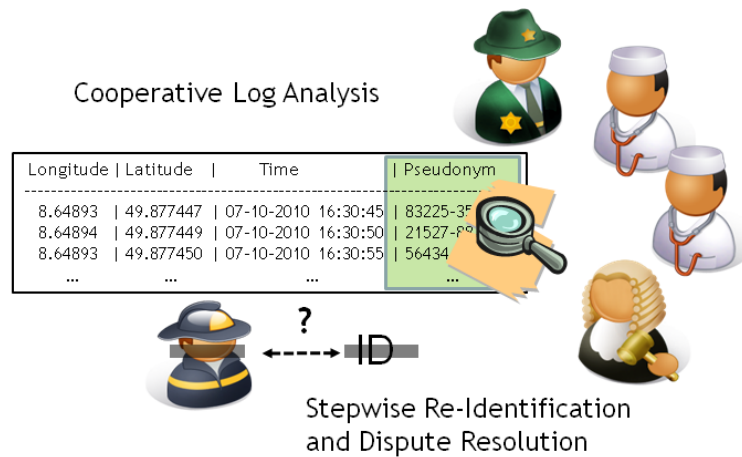 Cooperative Log Analysis
Longitude | Latitude | Time | Pseudonym
--------------------------------------------------------------------------------
8.64893 | 49.877447 | 07-10-2010 16:30:45 | 83225-35
8.64894 | 49.877449 | 07-10-2010 16:30:50 | 21527-89
8.64893 | 49.877450 | 07-10-2010 16:30:55 | 56434
... ... ... ...
?
ID
Stepwise Re-Identification
and Dispute Resolution